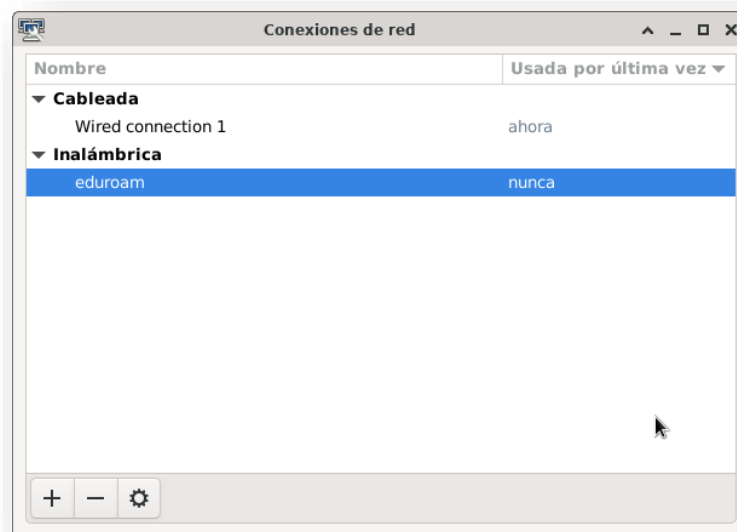 Conexiones de red
Nombre Usada por última vez
Cableada
Wired connection 1 ahora
Inalámbrica
eduroam nunca